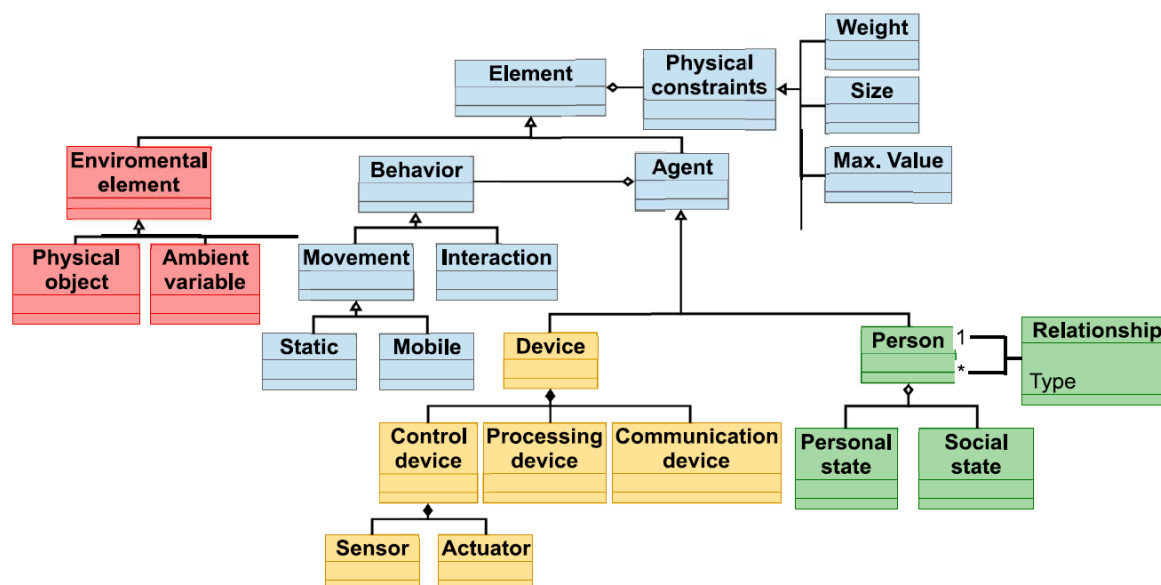 Weight
Element
Physical
constraints
Size
Max. Value
Enviromental
element
Behavior
Agent
Physical
object
Ambient
variable
Movement
Interaction
Static
Mobile
Device
Person
1
*
Relationship
Type
Control
device
Processing
device
Communication
device
Personal
state
Social
state
Sensor
Actuator